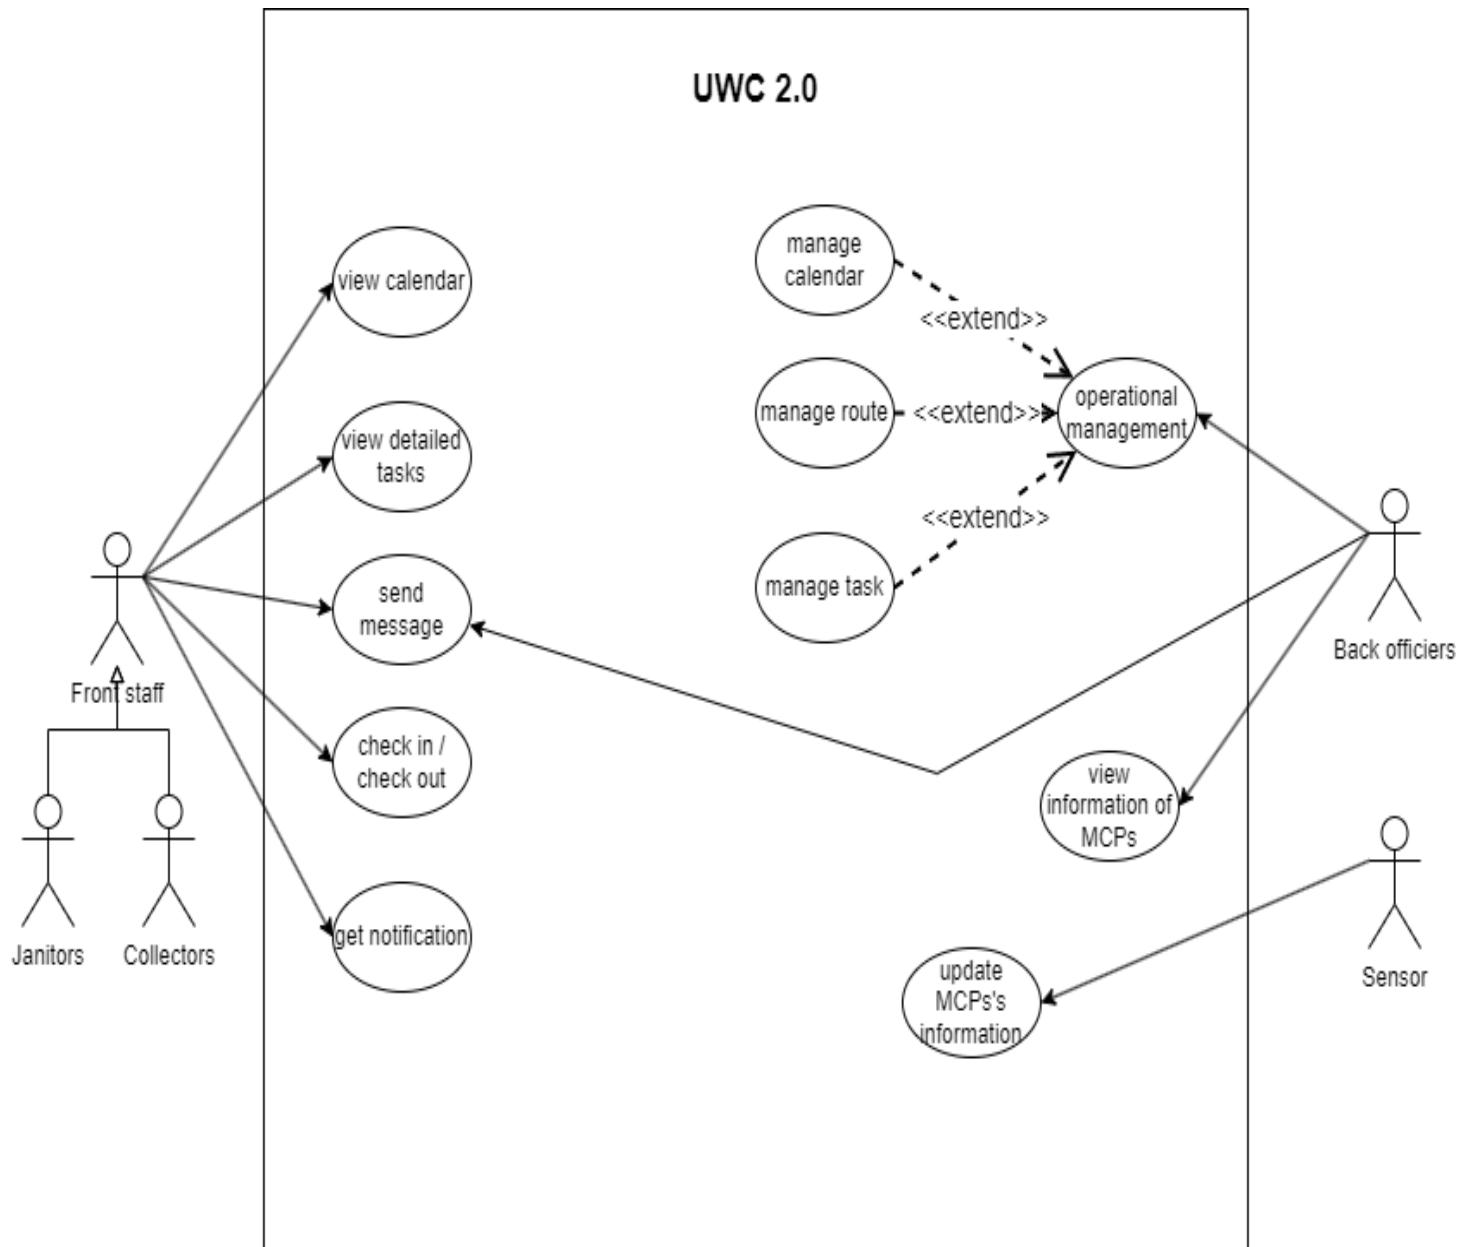 UWC 2.0
view calendar
view detailed
tasks
send
message
check in /
check out
get notification
manage
calendar
<<extend>>
manage route
<<extend>>
operational
management
<<extend>>
manage task
view
information of
MCPs
update
MCPs's
information
Front staff
Janitors
Collectors
Back officiers
Sensor